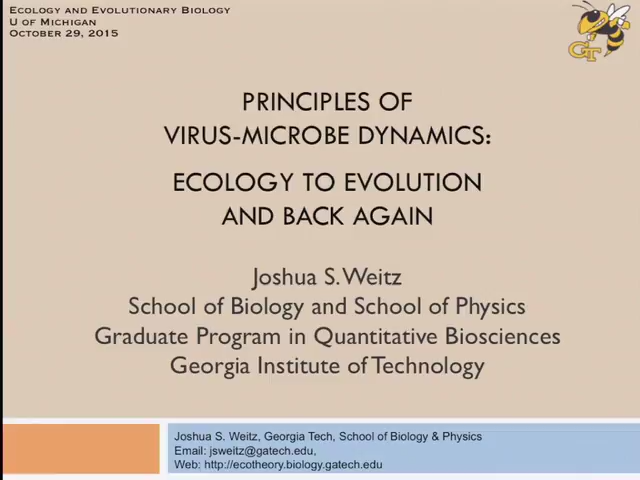 Ecology and Evolutionary Biology
U of Michigan
October 29, 2015
GT
PRINCIPLES OF
VIRUS-MICROBE DYNAMICS:
ECOLOGY TO EVOLUTION
AND BACK AGAIN
Joshua S. Weitz
School of Biology and School of Physics
Graduate Program in Quantitative Biosciences
Georgia Institute of Technology
Joshua S. Weitz, Georgia Tech, School of Biology & Physics
Email: jsweitz@gatech.edu,
Web: http://ecotheory.biology.gatech.edu